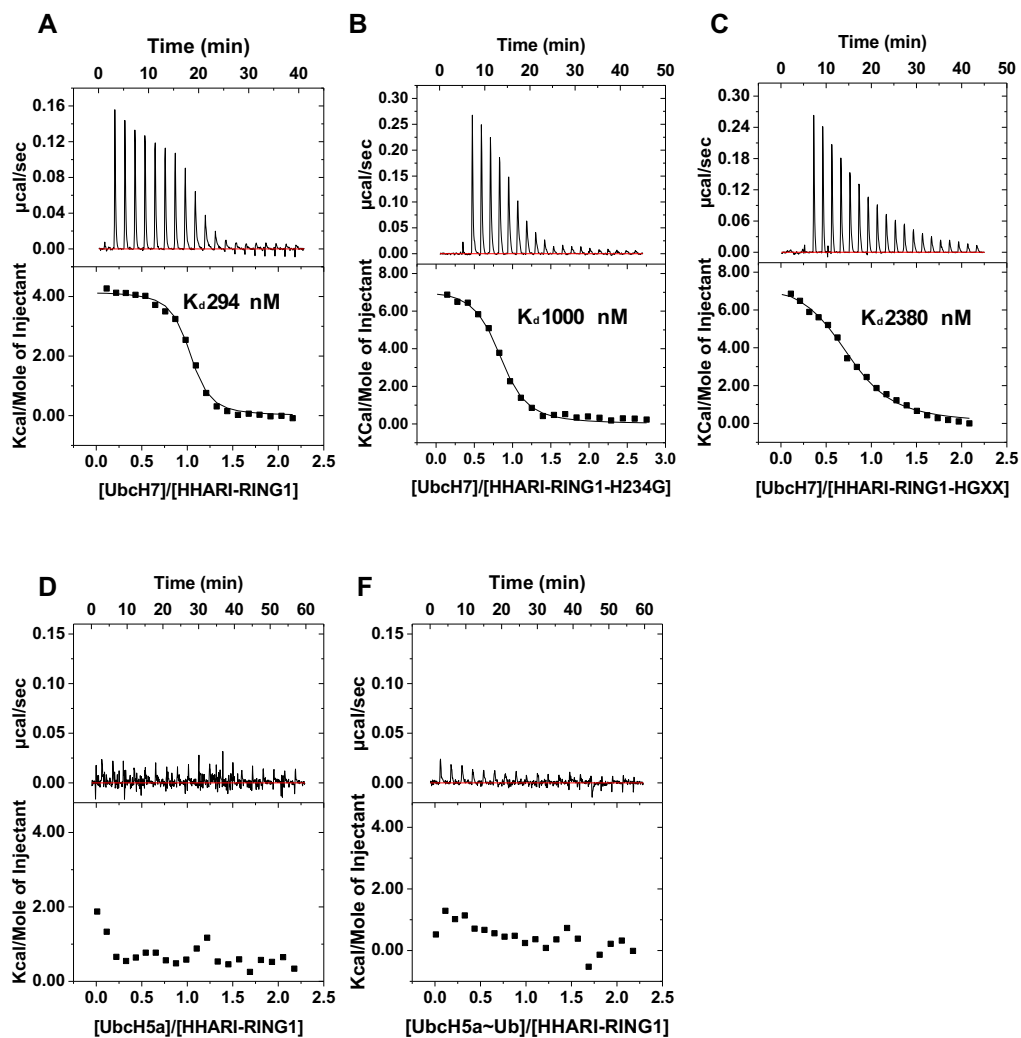 A
Time (min)
0 10 20 30 40
0.16
0.12
0.08
0.04
0.00
µcal/sec
4.00
2.00
0.00
Kcal/Mole of Injectant
Kd294 nM
0.0 0.5 1.0 1.5 2.0 2.5
[UbcH7]/[HHARI-RING1]
B
Time (min)
0 10 20 30 40 50
0.30
0.25
0.20
0.15
0.10
0.05
0.00
µcal/sec
8.00
6.00
4.00
2.00
0.00
KCal/Mole of Injectant
Kd1000 nM
0.0 0.5 1.0 1.5 2.0 2.5 3.0
[UbcH7]/[HHARI-RING1-H234G]
C
Time (min)
0 5 10 15 20 25 30 35 40 45 50
0.30
0.24
0.18
0.12
0.06
0.00
µcal/sec
8.00
6.00
4.00
2.00
0.00
KCal/Mole of Injectant
Kd2380 nM
0.0 0.5 1.0 1.5 2.0 2.5
[UbcH7]/[HHARI-RING1-HGXX]
D
Time (min)
0 10 20 30 40 50 60
0.15
0.10
0.05
0.00
µcal/sec
4.00
2.00
0.00
Kcal/Mole of Injectant
0.0 0.5 1.0 1.5 2.0 2.5
[UbcH5a]/[HHARI-RING1]
F
Time (min)
0 10 20 30 40 50 60
0.15
0.10
0.05
0.00
µcal/sec
4.00
2.00
0.00
Kcal/Mole of Injectant
0.0 0.5 1.0 1.5 2.0 2.5
[UbcH5a~Ub]/[HHARI-RING1]